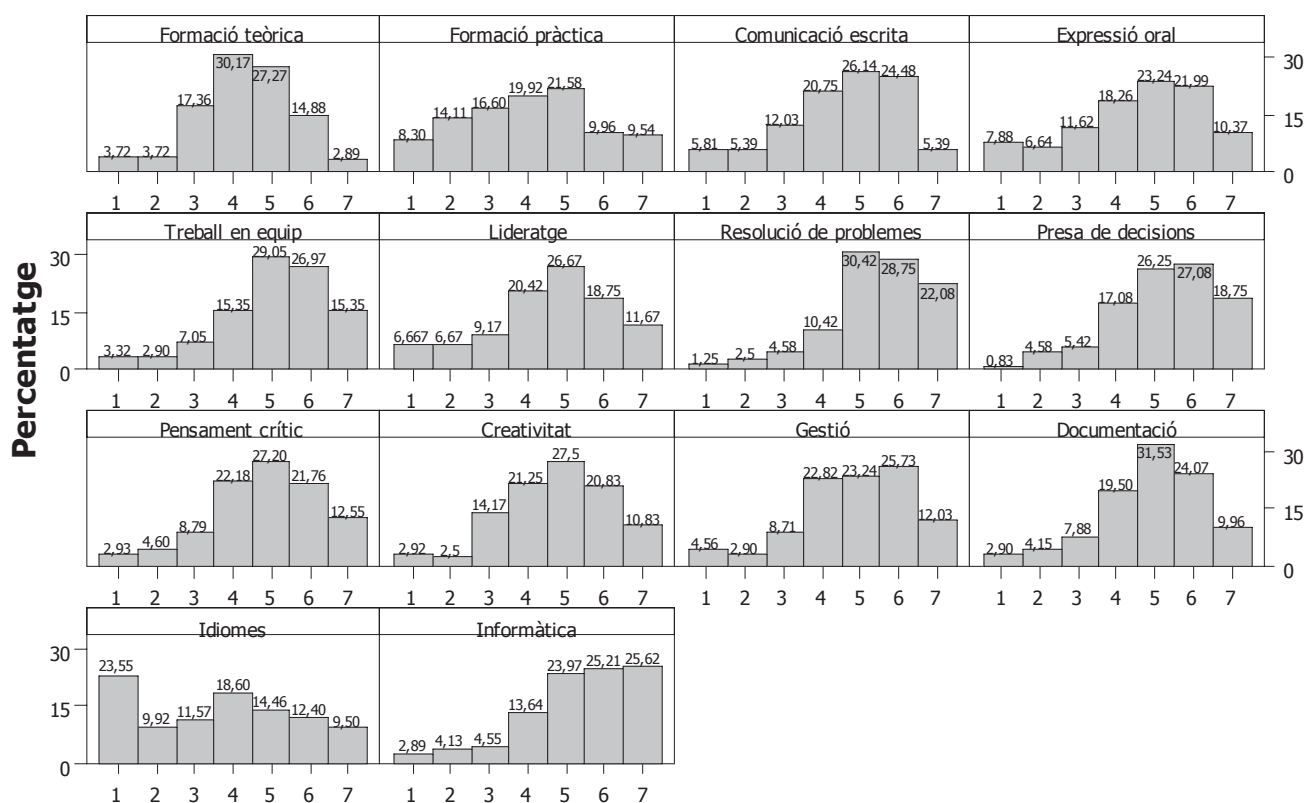 Percentatge
Formació teòrica Formació pràctica Comunicació escrita Expressió oral
3,72 3,72 17,36 30,17 27,27 14,88 2,89
8,30 14,11 16,60 19,92 21,58 9,96 9,54
5,81 5,39 12,03 20,75 26,14 24,48 5,39
7,88 6,64 11,62 18,26 23,24 21,99 10,37
30
15
0
1 2 3 4 5 6 7 1 2 3 4 5 6 7 1 2 3 4 5 6 7 1 2 3 4 5 6 7
Treball en equip Lideratge Resolució de problemes Presa de decisions
30
15
0
3,32 2,90 7,05 15,35 29,05 26,97 15,35
6,667 6,67 9,17 20,42 26,67 18,75 11,67
1,25 2,5 4,58 10,42 30,42 28,75 22,08
0,83 4,58 5,42 17,08 26,25 27,08 18,75
1 2 3 4 5 6 7 1 2 3 4 5 6 7 1 2 3 4 5 6 7 1 2 3 4 5 6 7
Pensament crític Creativitat Gestió Documentació
2,93 4,60 8,79 22,18 27,20 21,76 12,55
2,92 2,5 14,17 21,25 27,5 20,83 10,83
4,56 2,90 8,71 22,82 23,24 25,73 12,03
2,90 4,15 7,88 19,50 31,53 24,07 9,96
30
15
0
1 2 3 4 5 6 7 1 2 3 4 5 6 7 1 2 3 4 5 6 7 1 2 3 4 5 6 7
Idiomes Informàtica
30
15
0
23,55 9,92 11,57 18,60 14,46 12,40 9,50
2,89 4,13 4,55 13,64 23,97 25,21 25,62
1 2 3 4 5 6 7 1 2 3 4 5 6 7